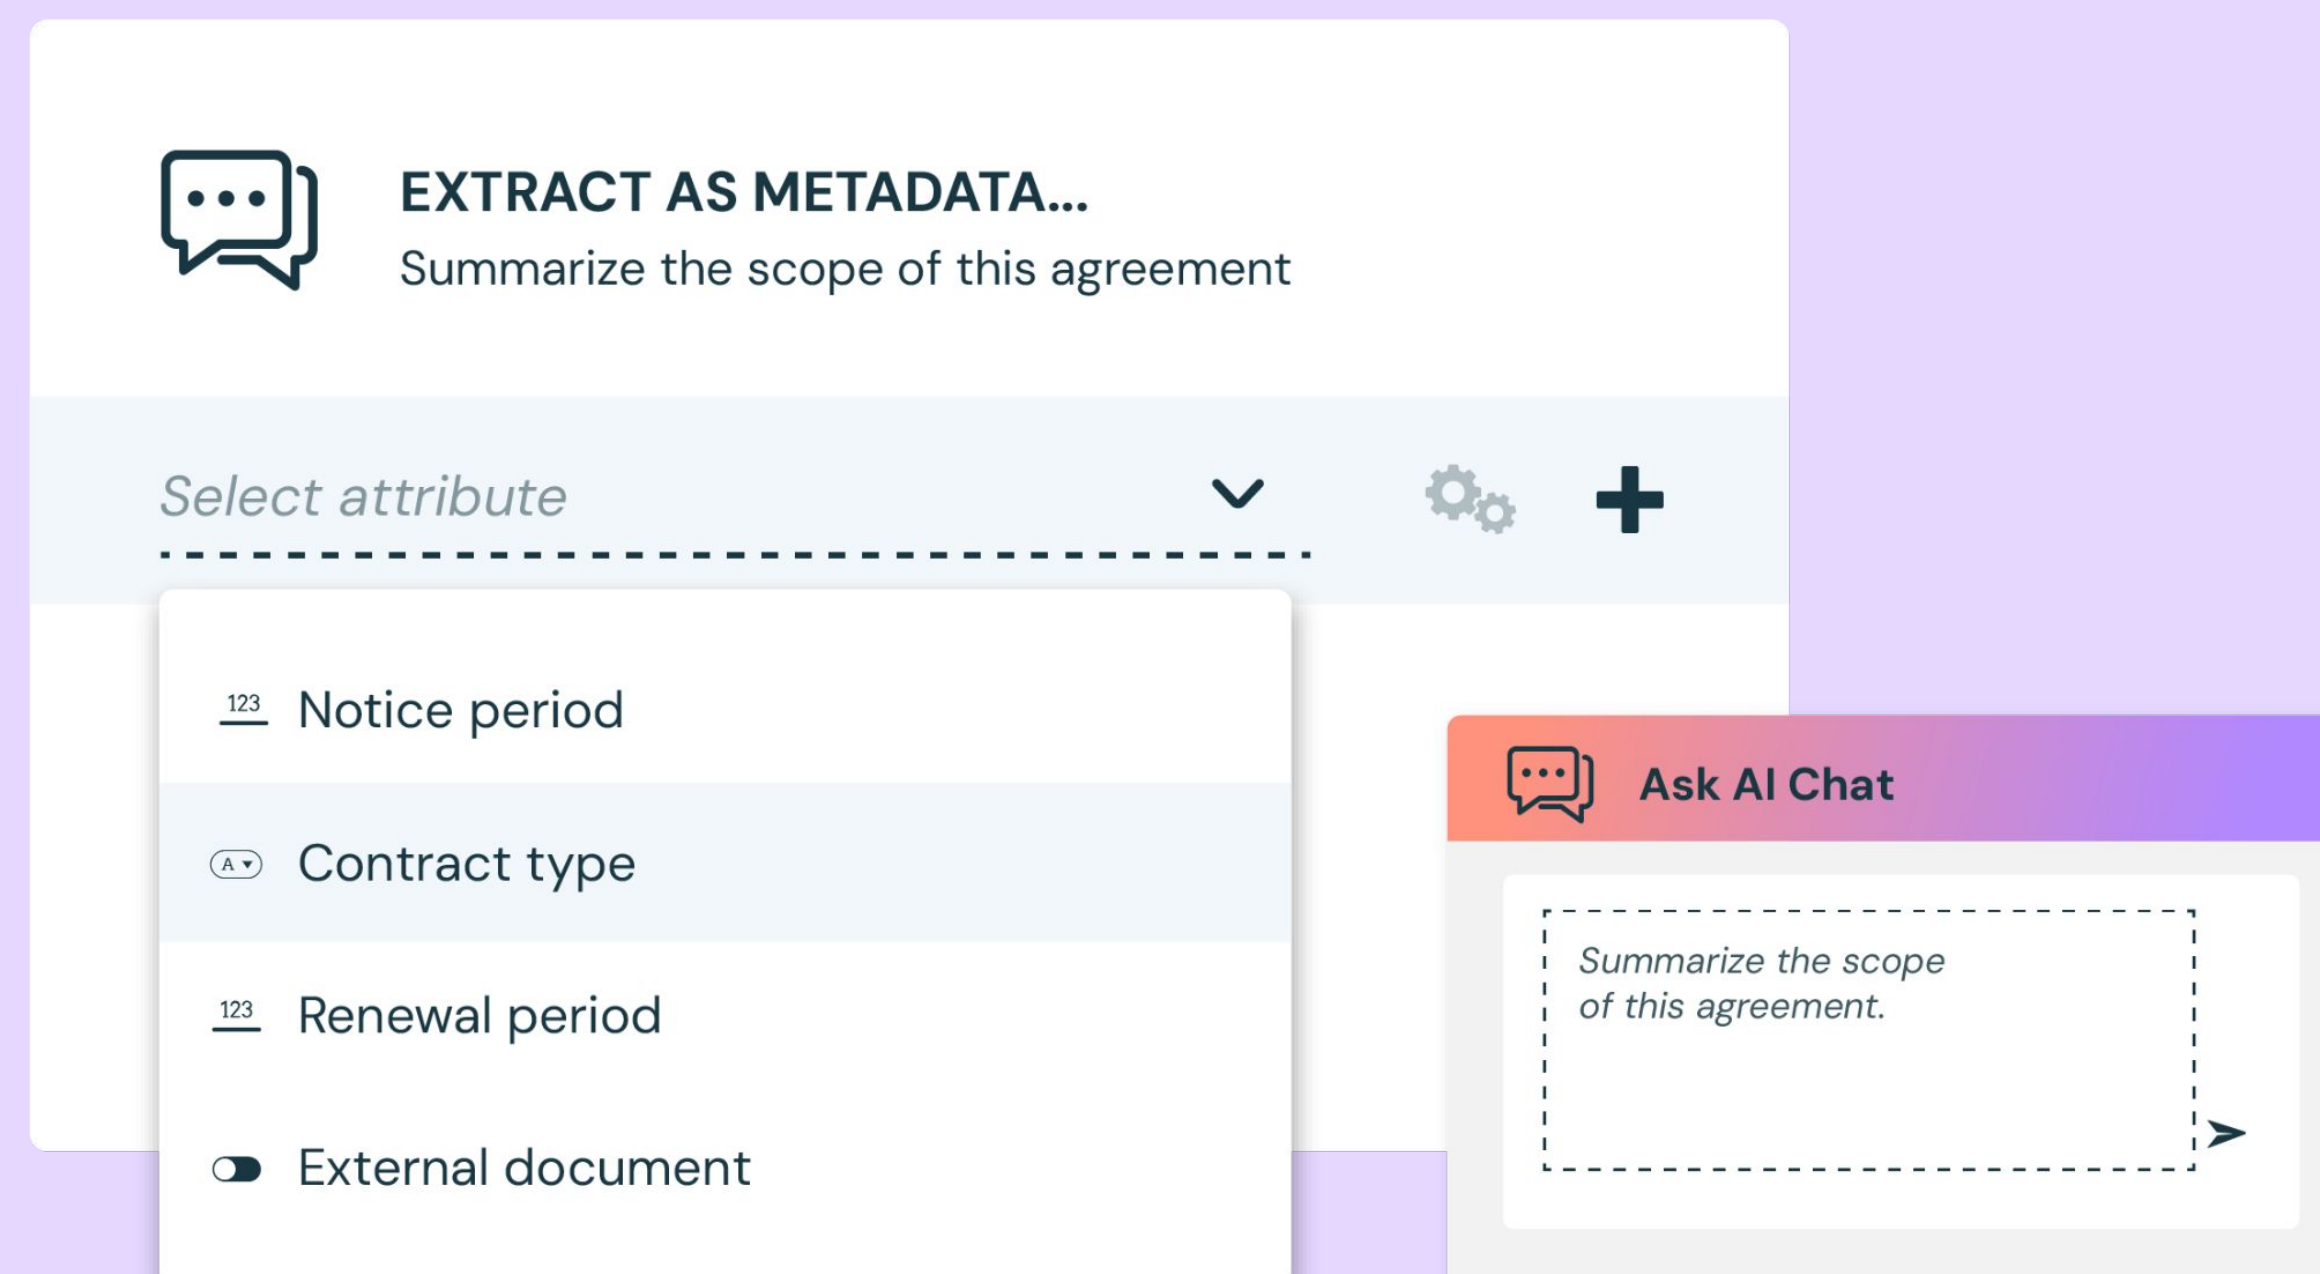 EXTRACT AS METADATA...
Summarize the scope of this agreement
Select attribute
123 Notice period
A Contract type
123 Renewal period
External document
Ask AI Chat
Summarize the scope
of this agreement.